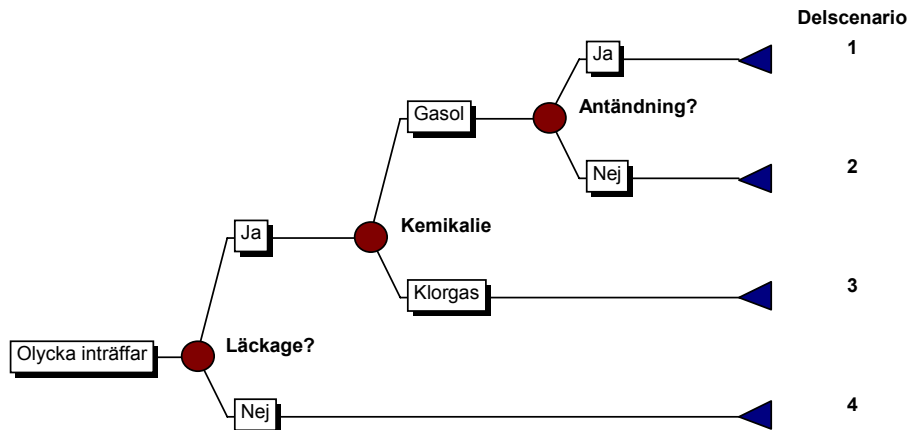 Delscenario
Ja
1
Gasol
Antändning?
Nej
2
Ja
Kemikalie
Klorgas
3
Olycka inträffar
Läckage?
Nej
4